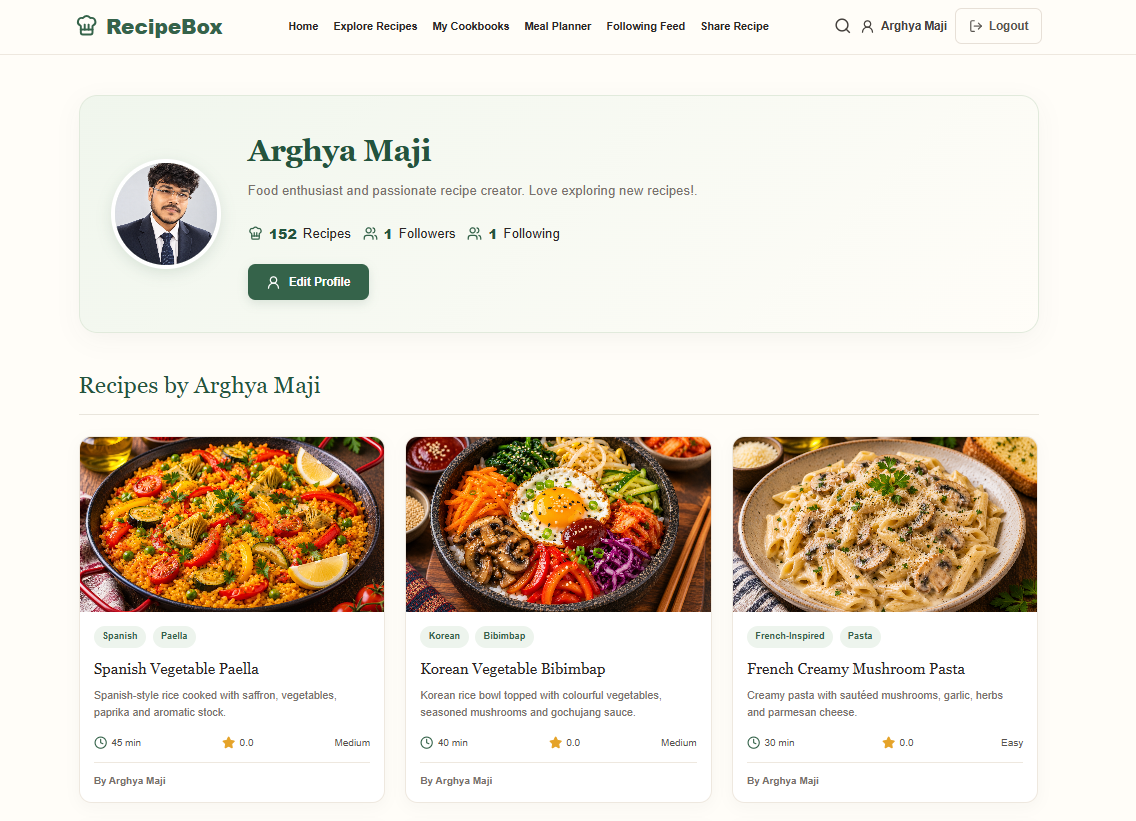 RecipeBox
Home Explore Recipes My Cookbooks Meal Planner Following Feed Share Recipe
Arghya Maji Logout
Arghya Maji
Food enthusiast and passionate recipe creator. Love exploring new recipes!.
152 Recipes 1 Followers 1 Following
Edit Profile
Recipes by Arghya Maji
Spanish Paella
Spanish Vegetable Paella
Spanish-style rice cooked with saffron, vegetables,
paprika and aromatic stock.
45 min 0.0 Medium
By Arghya Maji
Korean Bibimbap
Korean Vegetable Bibimbap
Korean rice bowl topped with colourful vegetables,
seasoned mushrooms and gochujang sauce.
40 min 0.0 Medium
By Arghya Maji
French-Inspired Pasta
French Creamy Mushroom Pasta
Creamy pasta with sautéed mushrooms, garlic, herbs
and parmesan cheese.
30 min 0.0 Easy
By Arghya Maji